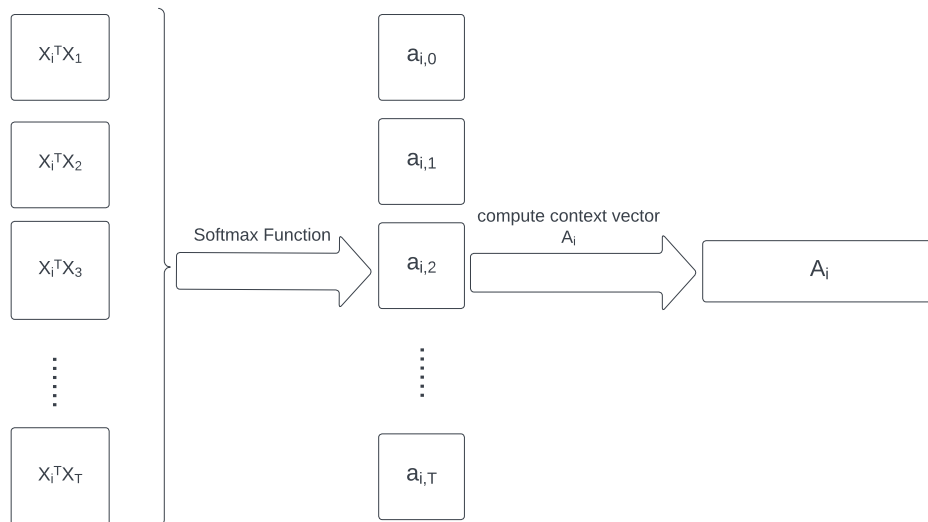 XᵢᵀX₁
aᵢ,₀
XᵢᵀX₂
aᵢ,₁
compute context vector
Aᵢ
Softmax Function
XᵢᵀX₃
aᵢ,₂
Aᵢ
XᵢᵀX_T
aᵢ,T